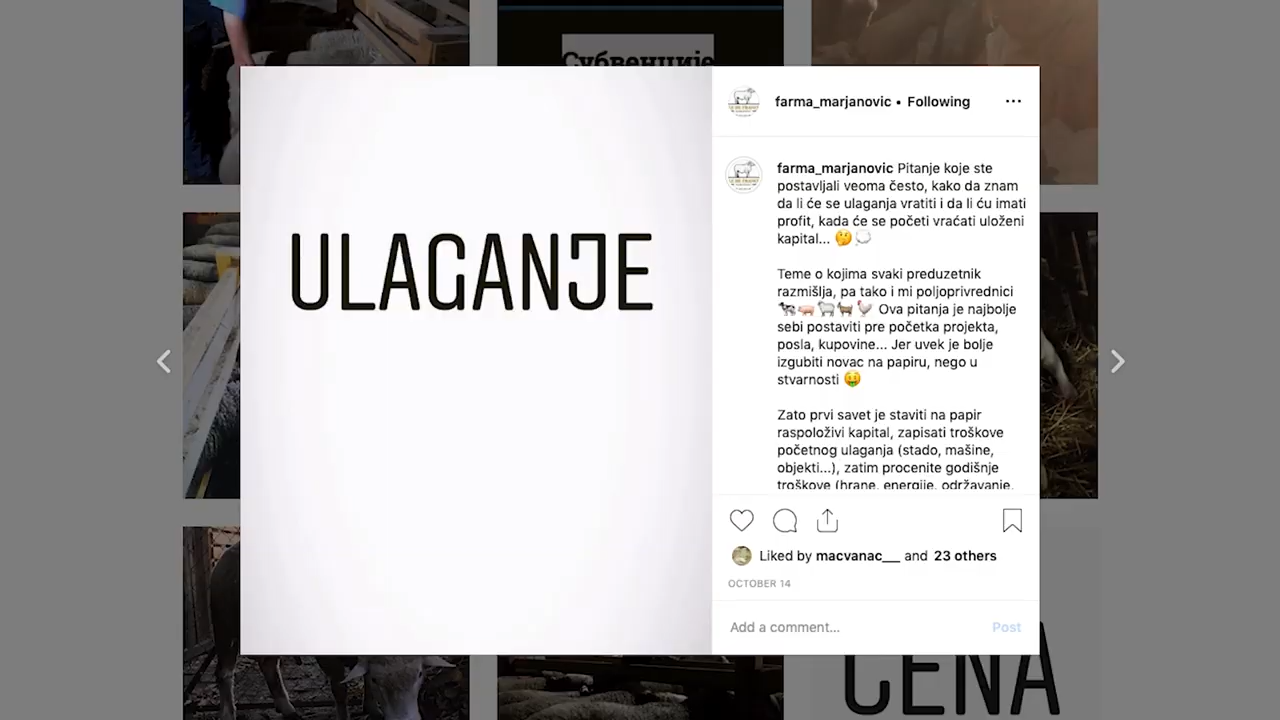 Субвенције
ULAGANJE
farma_marjanovic • Following
farma_marjanovic Pitanje koje ste
postavljali veoma često, kako da znam
da li će se ulaganja vratiti i da li ću imati
profit, kada će se početi vraćati uloženi
kapital... 🤔💭
Teme o kojima svaki preduzetnik
razmišlja, pa tako i mi poljoprivrednici
🐄🐖🐑🐐🐓 Ova pitanja je najbolje
sebi postaviti pre početka projekta,
posla, kupovine... Jer uvek je bolje
izgubiti novac na papiru, nego u
stvarnosti 🤑
Zato prvi savet je staviti na papir
raspoloživi kapital, zapisati troškove
početnog ulaganja (stado, mašine,
objekti...), zatim procenite godišnje
troškove (hrane, energije, održavanje,
Liked by macvanac___ and 23 others
OCTOBER 14
Add a comment...
Post
CENA